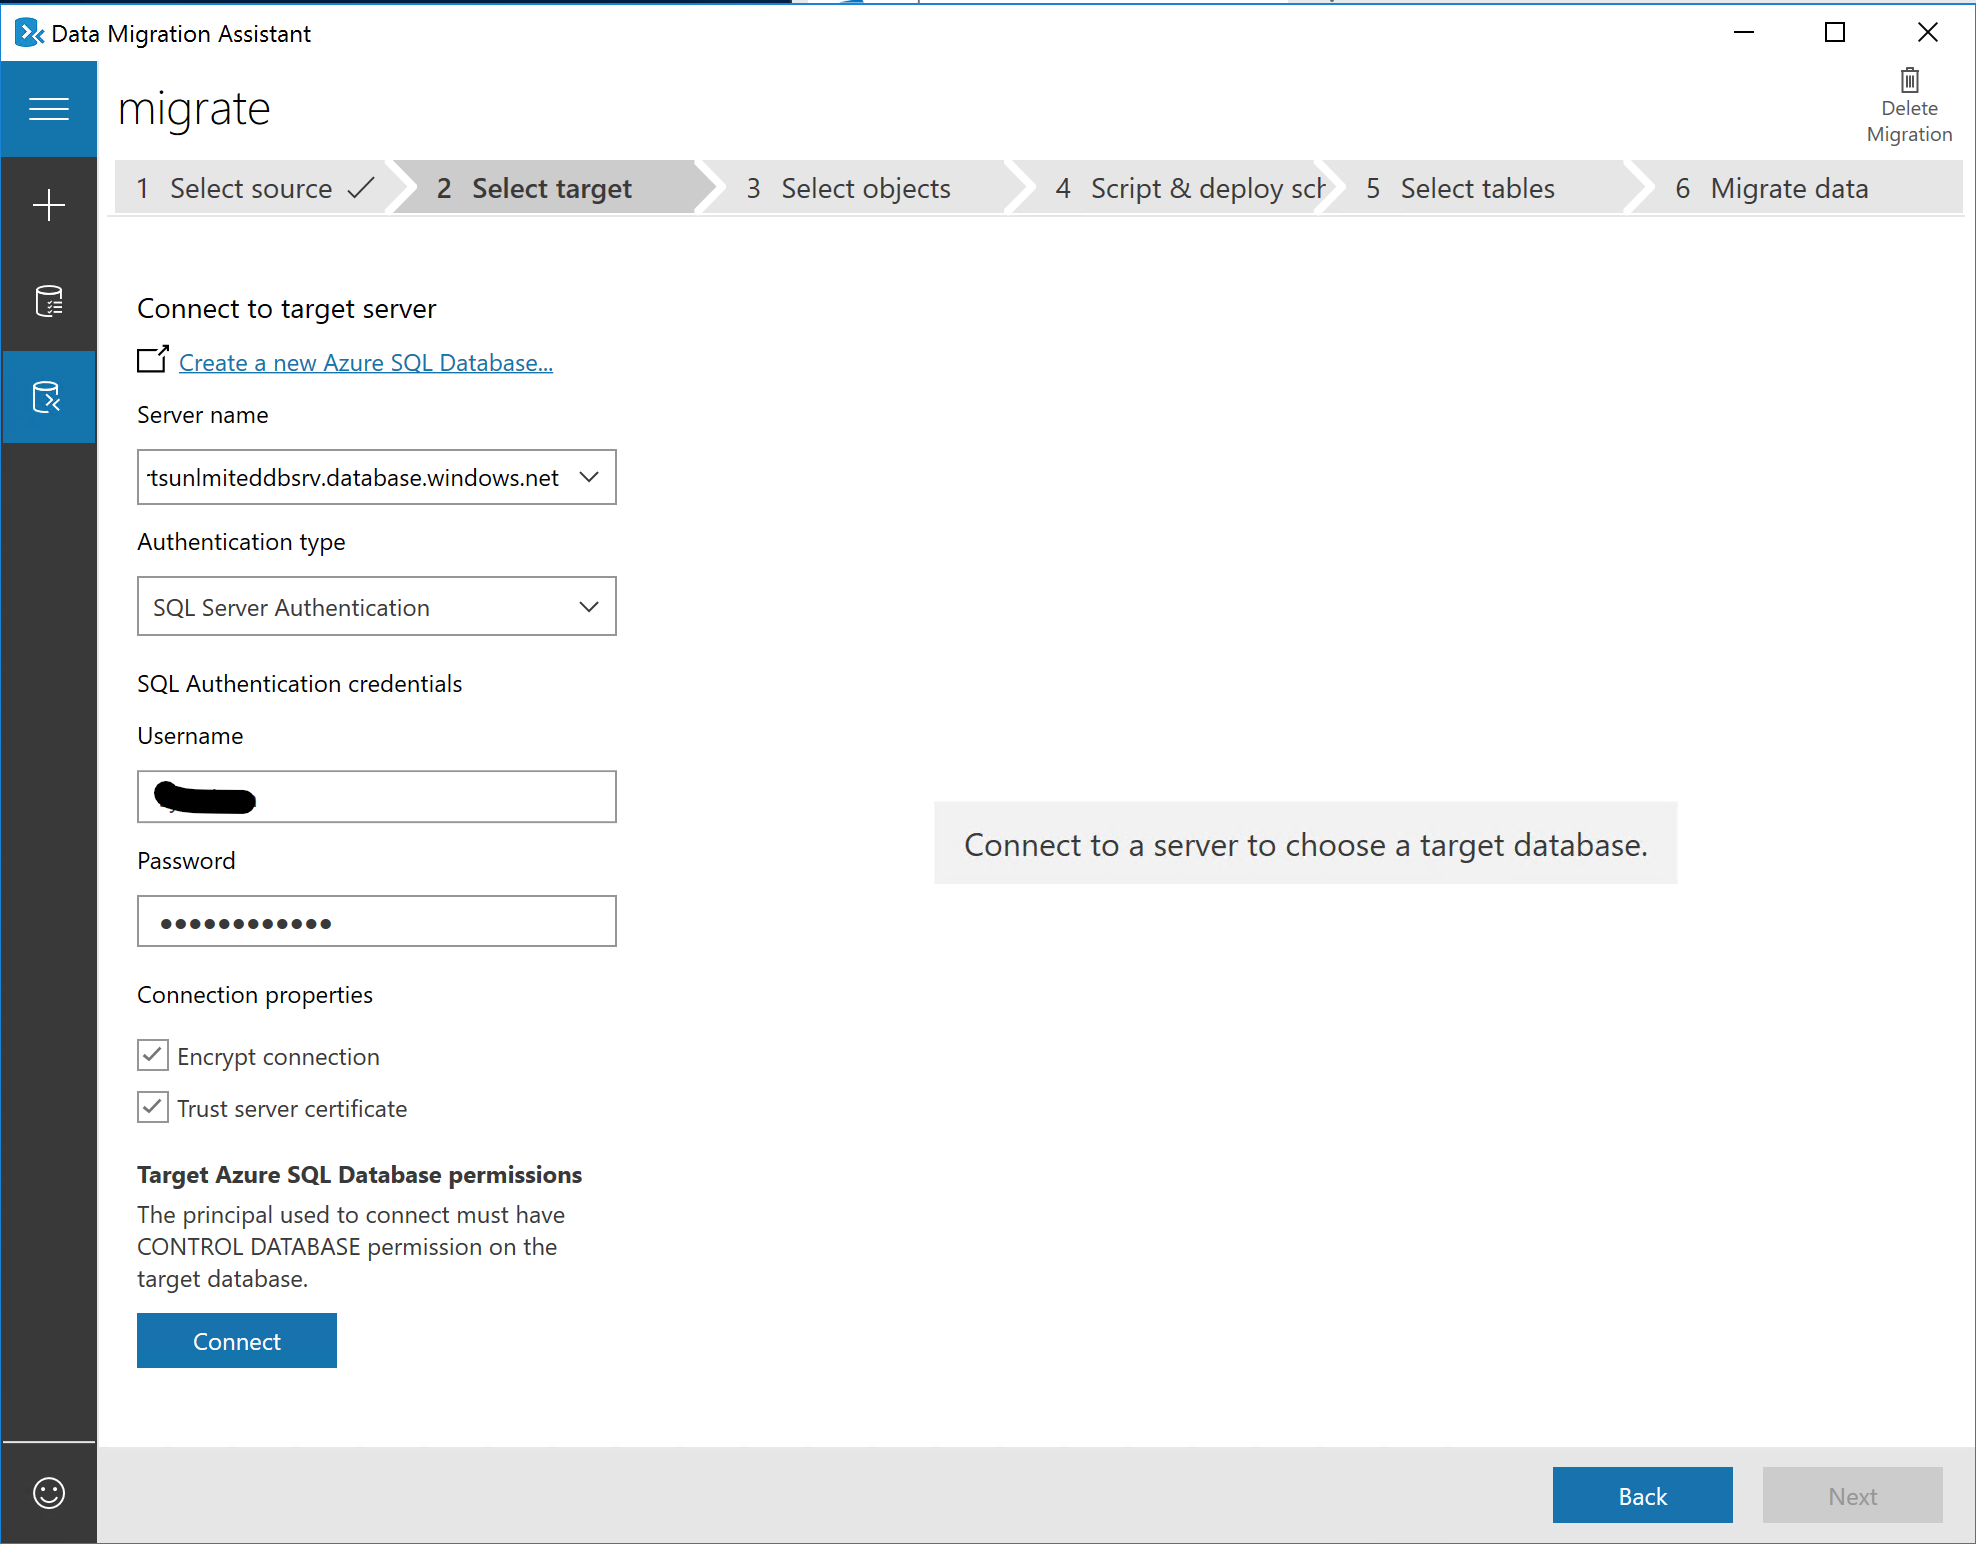 Data Migration Assistant
migrate
Delete
Migration
1 Select source
2 Select target
3 Select objects
4 Script & deploy sch
5 Select tables
6 Migrate data
Connect to target server
Create a new Azure SQL Database...
Server name
rtsunlmiteddbsrv.database.windows.net
Authentication type
SQL Server Authentication
SQL Authentication credentials
Username
Password
Connection properties
Encrypt connection
Trust server certificate
Target Azure SQL Database permissions
The principal used to connect must have
CONTROL DATABASE permission on the
target database.
Connect
Connect to a server to choose a target database.
Back
Next